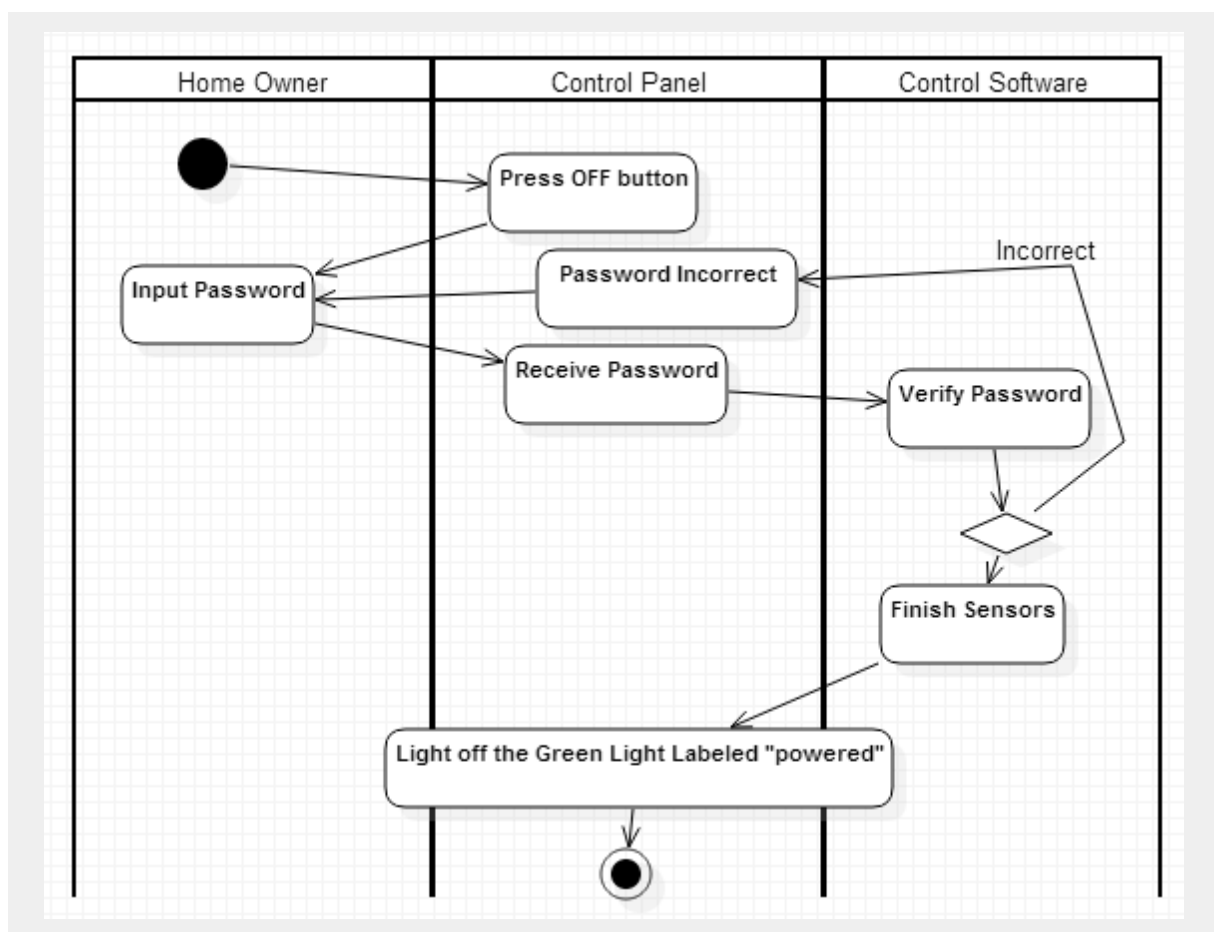 Home Owner
Control Panel
Control Software
Press OFF button
Incorrect
Password Incorrect
Input Password
Receive Password
Verify Password
Finish Sensors
Light off the Green Light Labeled "powered"